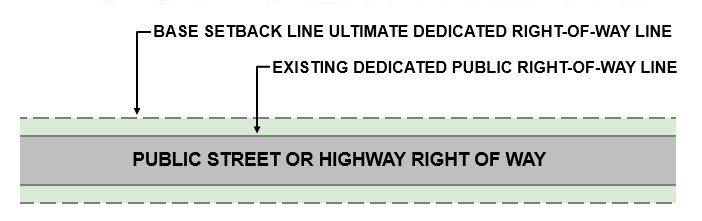 BASE SETBACK LINE ULTIMATE DEDICATED RIGHT-OF-WAY LINE
EXISTING DEDICATED PUBLIC RIGHT-OF-WAY LINE
PUBLIC STREET OR HIGHWAY RIGHT OF WAY